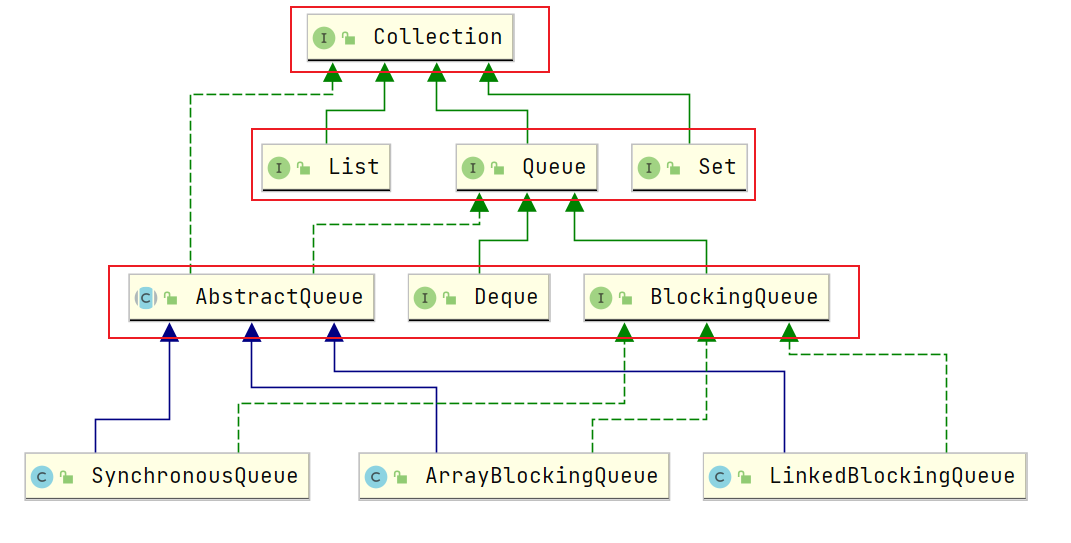 I Collection
I List I Queue I Set
C AbstractQueue I Deque I BlockingQueue
C SynchronousQueue C ArrayBlockingQueue C LinkedBlockingQueue